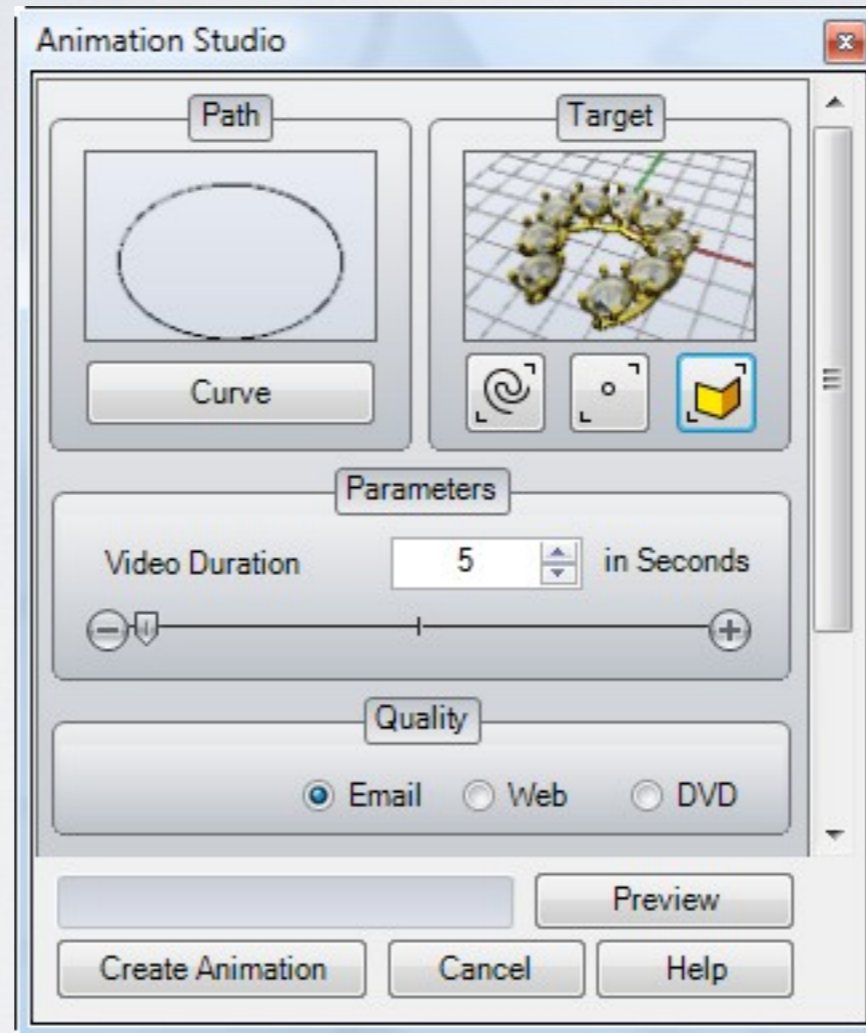 Animation Studio
Path
Target
Curve
Parameters
Video Duration 5 in Seconds
Quality
Email Web DVD
Preview
Create Animation Cancel Help